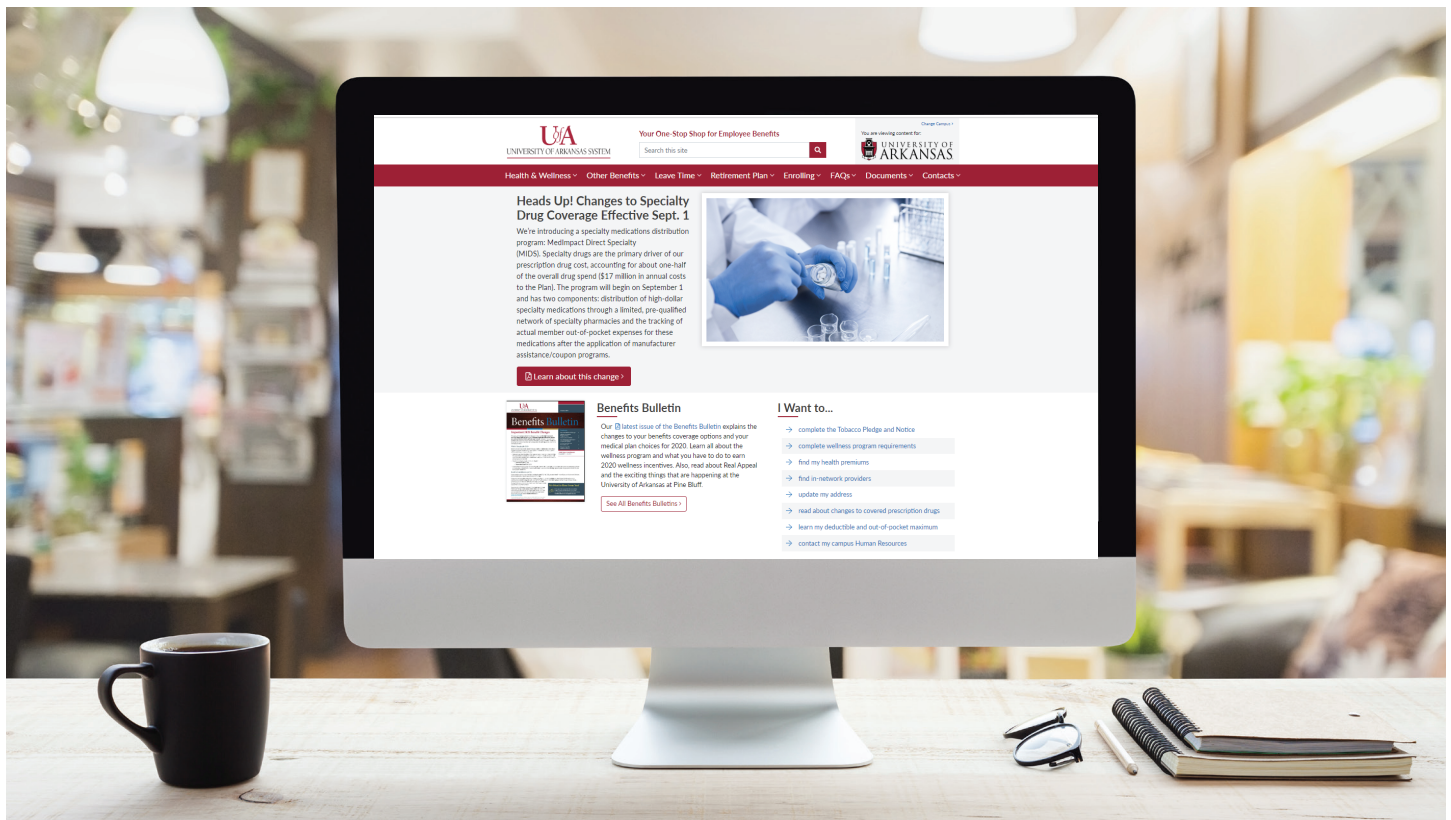 UofA
UNIVERSITY OF ARKANSAS SYSTEM
Your One-Stop Shop for Employee Benefits
Search this site
Change Campus ›
You are viewing content for:
UNIVERSITY OF
ARKANSAS
Health & Wellness Other Benefits Leave Time Retirement Plan Enrolling FAQs Documents Contacts
Heads Up! Changes to Specialty
Drug Coverage Effective Sept. 1
We're introducing a specialty medications distribution
program: MedImpact Direct Specialty
(MIDS). Specialty drugs are the primary driver of our
prescription drug cost, accounting for about one-half
of the overall drug spend ($17 million in annual costs
to the Plan). The program will begin on September 1
and has two components: distribution of high-dollar
specialty medications through a limited, pre-qualified
network of specialty pharmacies and the tracking of
actual member out-of-pocket expenses for these
medications after the application of manufacturer
assistance/coupon programs.
Learn about this change ›
UA
Benefits Bulletin
Benefits Bulletin
Our latest issue of the Benefits Bulletin explains the
changes to your benefits coverage options and your
medical plan choices for 2020. Learn all about the
wellness program and what you have to do to earn
2020 wellness incentives. Also, read about Real Appeal
and the exciting things that are happening at the
University of Arkansas at Pine Bluff.
See All Benefits Bulletins ›
I Want to...
→ complete the Tobacco Pledge and Notice
→ complete wellness program requirements
→ find my health premiums
→ find in-network providers
→ update my address
→ read about changes to covered prescription drugs
→ learn my deductible and out-of-pocket maximum
→ contact my campus Human Resources